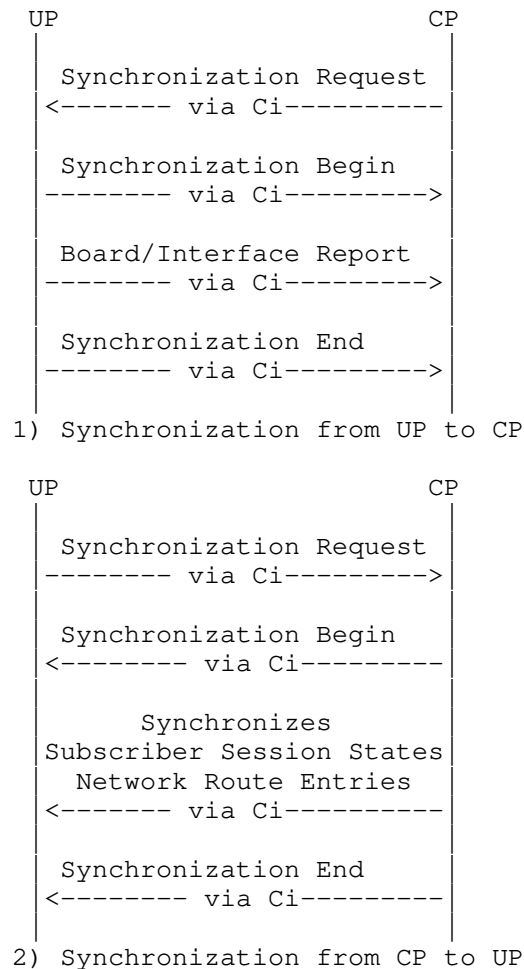 UP CP
Synchronization Request
<------- via Ci----------
Synchronization Begin
-------- via Ci--------->
Board/Interface Report
-------- via Ci--------->
Synchronization End
-------- via Ci--------->
1) Synchronization from UP to CP
UP CP
Synchronization Request
-------- via Ci--------->
Synchronization Begin
<-------- via Ci---------
Synchronizes
Subscriber Session States
Network Route Entries
<------- via Ci----------
Synchronization End
<-------- via Ci---------
2) Synchronization from CP to UP